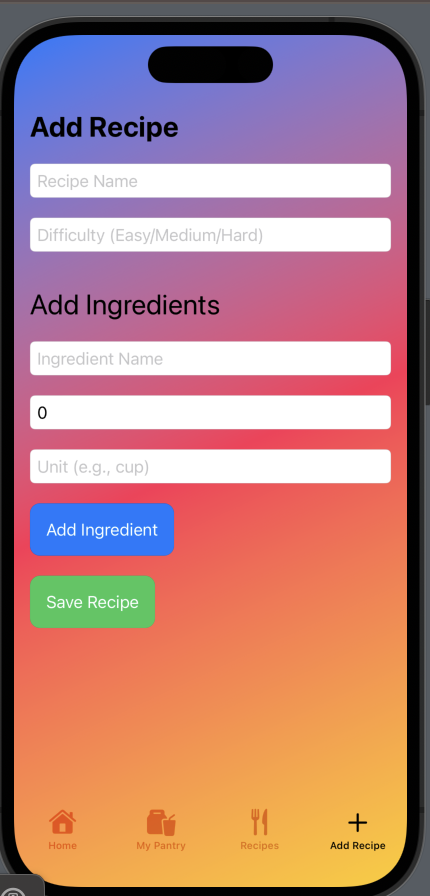 Add Recipe
Recipe Name
Difficulty (Easy/Medium/Hard)
Add Ingredients
Ingredient Name
0
Unit (e.g., cup)
Add Ingredient
Save Recipe
Home
My Pantry
Recipes
Add Recipe